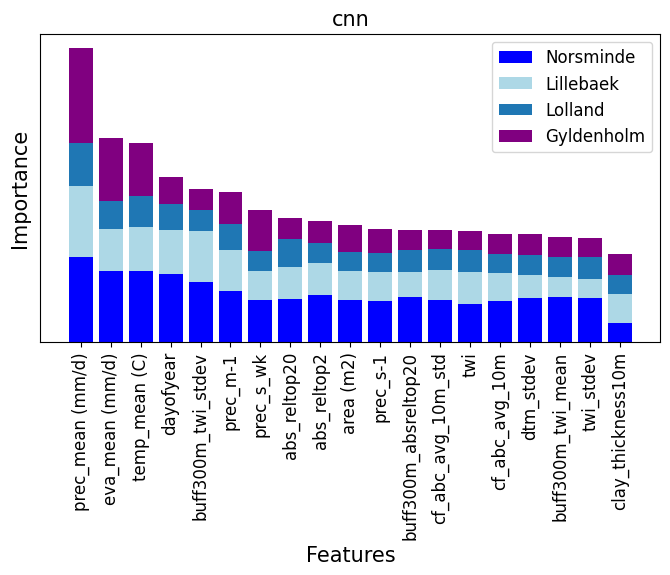 cnn
Importance
Norsminde
Lillebaek
Lolland
Gyldenholm
prec_mean (mm/d)
eva_mean (mm/d)
temp_mean (C)
dayofyear
buff300m_twi_stdev
prec_m-1
prec_s_wk
abs_reltop20
abs_reltop2
area (m2)
prec_s-1
buff300m_absreltop20
cf_abc_avg_10m_std
twi
cf_abc_avg_10m
dtm_stdev
buff300m_twi_mean
twi_stdev
clay_thickness10m
Features